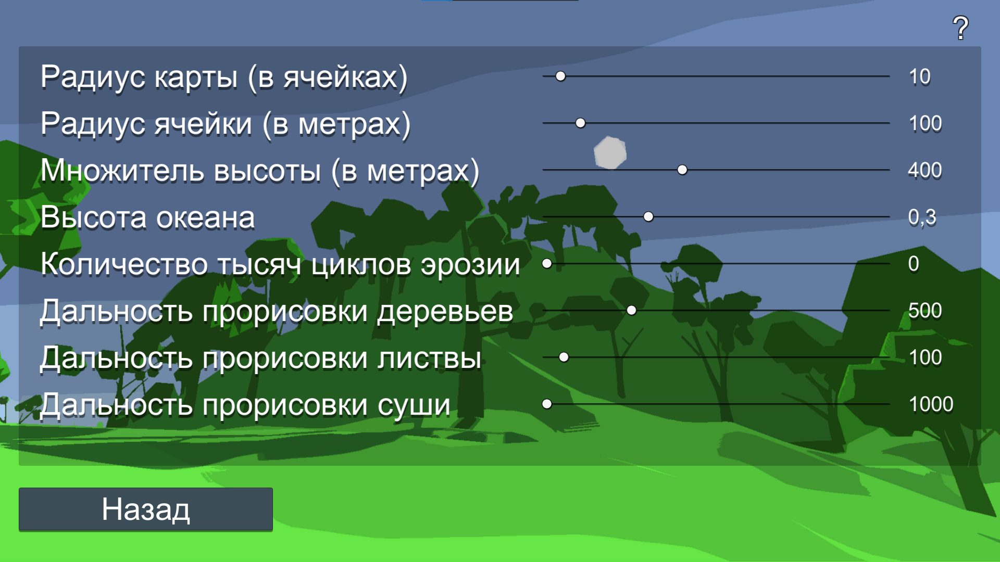 ?
Радиус карты (в ячейках) 10
Радиус ячейки (в метрах) 100
Множитель высоты (в метрах) 400
Высота океана 0,3
Количество тысяч циклов эрозии 0
Дальность прорисовки деревьев 500
Дальность прорисовки листвы 100
Дальность прорисовки суши 1000
Назад